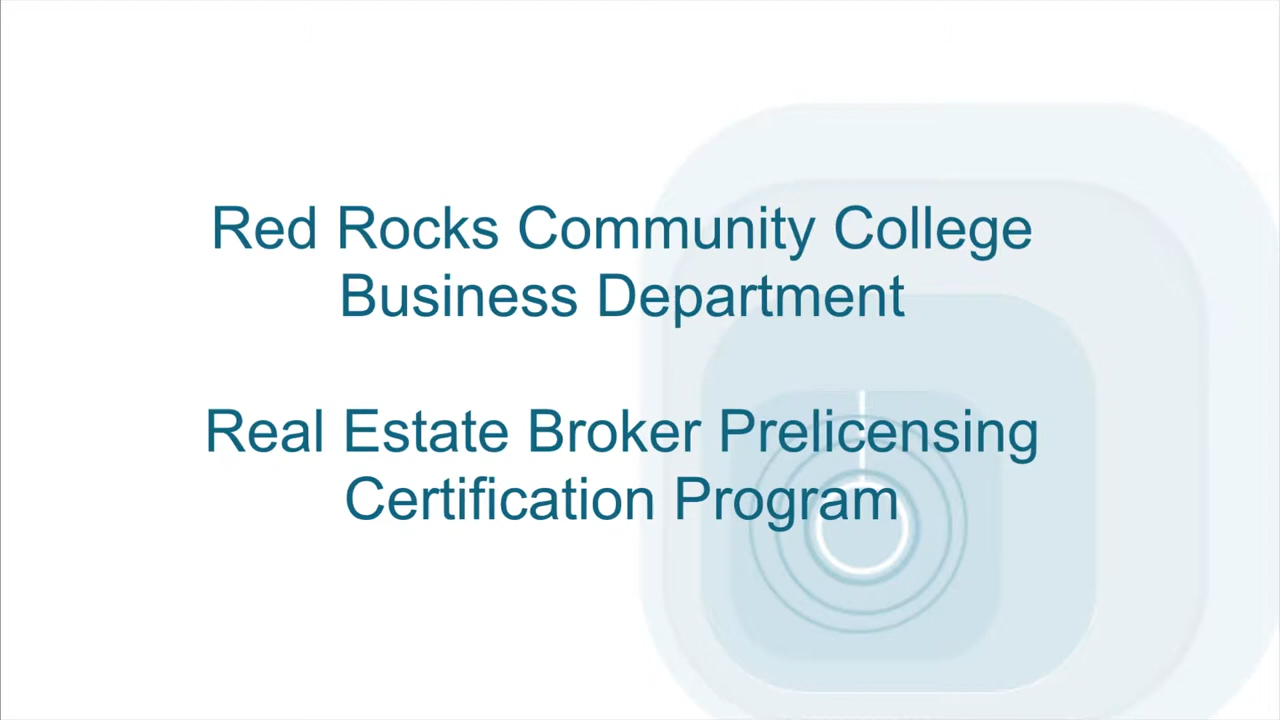 Red Rocks Community College
Business Department
Real Estate Broker Prelicensing
Certification Program